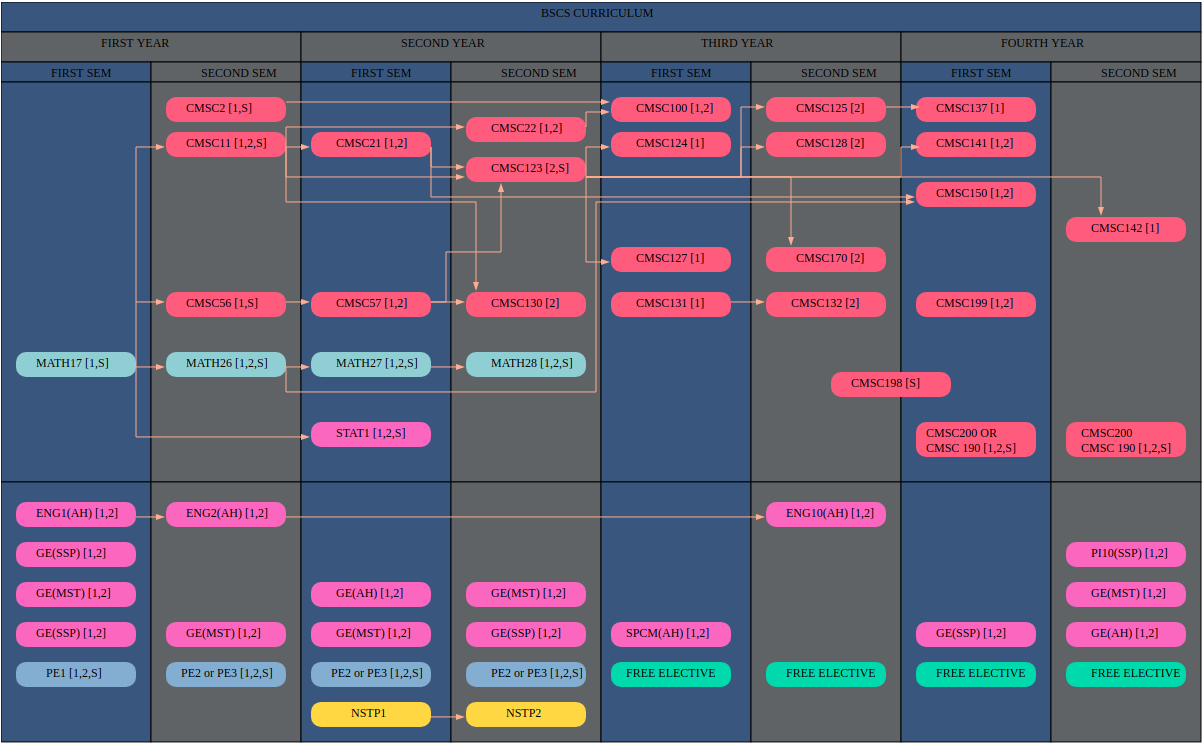 BSCS CURRICULUM
FIRST YEAR
SECOND YEAR
THIRD YEAR
FOURTH YEAR
FIRST SEM
SECOND SEM
FIRST SEM
SECOND SEM
FIRST SEM
SECOND SEM
FIRST SEM
SECOND SEM
CMSC2 [1,S]
CMSC100 [1,2]
CMSC125 [2]
CMSC137 [1]
CMSC22 [1,2]
CMSC11 [1,2,S]
CMSC21 [1,2]
CMSC124 [1]
CMSC128 [2]
CMSC141 [1,2]
CMSC123 [2,S]
CMSC150 [1,2]
CMSC142 [1]
CMSC127 [1]
CMSC170 [2]
CMSC56 [1,S]
CMSC57 [1,2]
CMSC130 [2]
CMSC131 [1]
CMSC132 [2]
CMSC199 [1,2]
MATH17 [1,S]
MATH26 [1,2,S]
MATH27 [1,2,S]
MATH28 [1,2,S]
CMSC198 [S]
STAT1 [1,2,S]
CMSC200 OR
CMSC 190 [1,2,S]
CMSC200
CMSC 190 [1,2,S]
ENG1(AH) [1,2]
ENG2(AH) [1,2]
ENG10(AH) [1,2]
GE(SSP) [1,2]
PI10(SSP) [1,2]
GE(MST) [1,2]
GE(AH) [1,2]
GE(MST) [1,2]
GE(MST) [1,2]
GE(SSP) [1,2]
GE(MST) [1,2]
GE(MST) [1,2]
GE(SSP) [1,2]
SPCM(AH) [1,2]
GE(SSP) [1,2]
GE(AH) [1,2]
PE1 [1,2,S]
PE2 or PE3 [1,2,S]
PE2 or PE3 [1,2,S]
PE2 or PE3 [1,2,S]
FREE ELECTIVE
FREE ELECTIVE
FREE ELECTIVE
FREE ELECTIVE
NSTP1
NSTP2